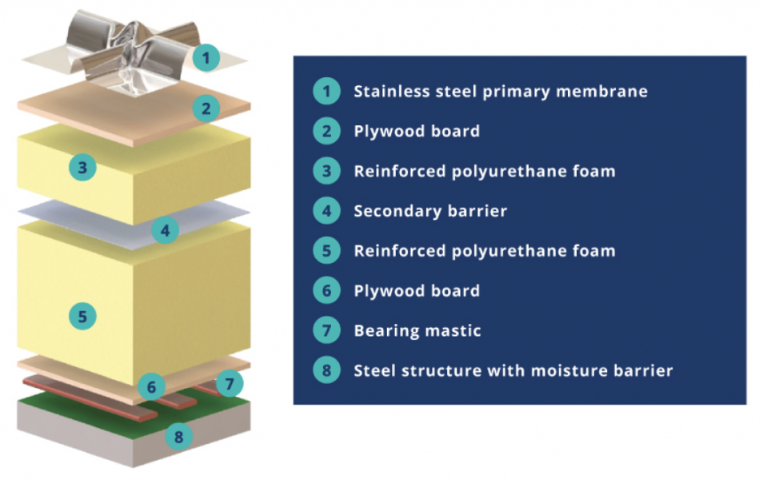 1
2
3
4
5
6
7
8
1 Stainless steel primary membrane
2 Plywood board
3 Reinforced polyurethane foam
4 Secondary barrier
5 Reinforced polyurethane foam
6 Plywood board
7 Bearing mastic
8 Steel structure with moisture barrier